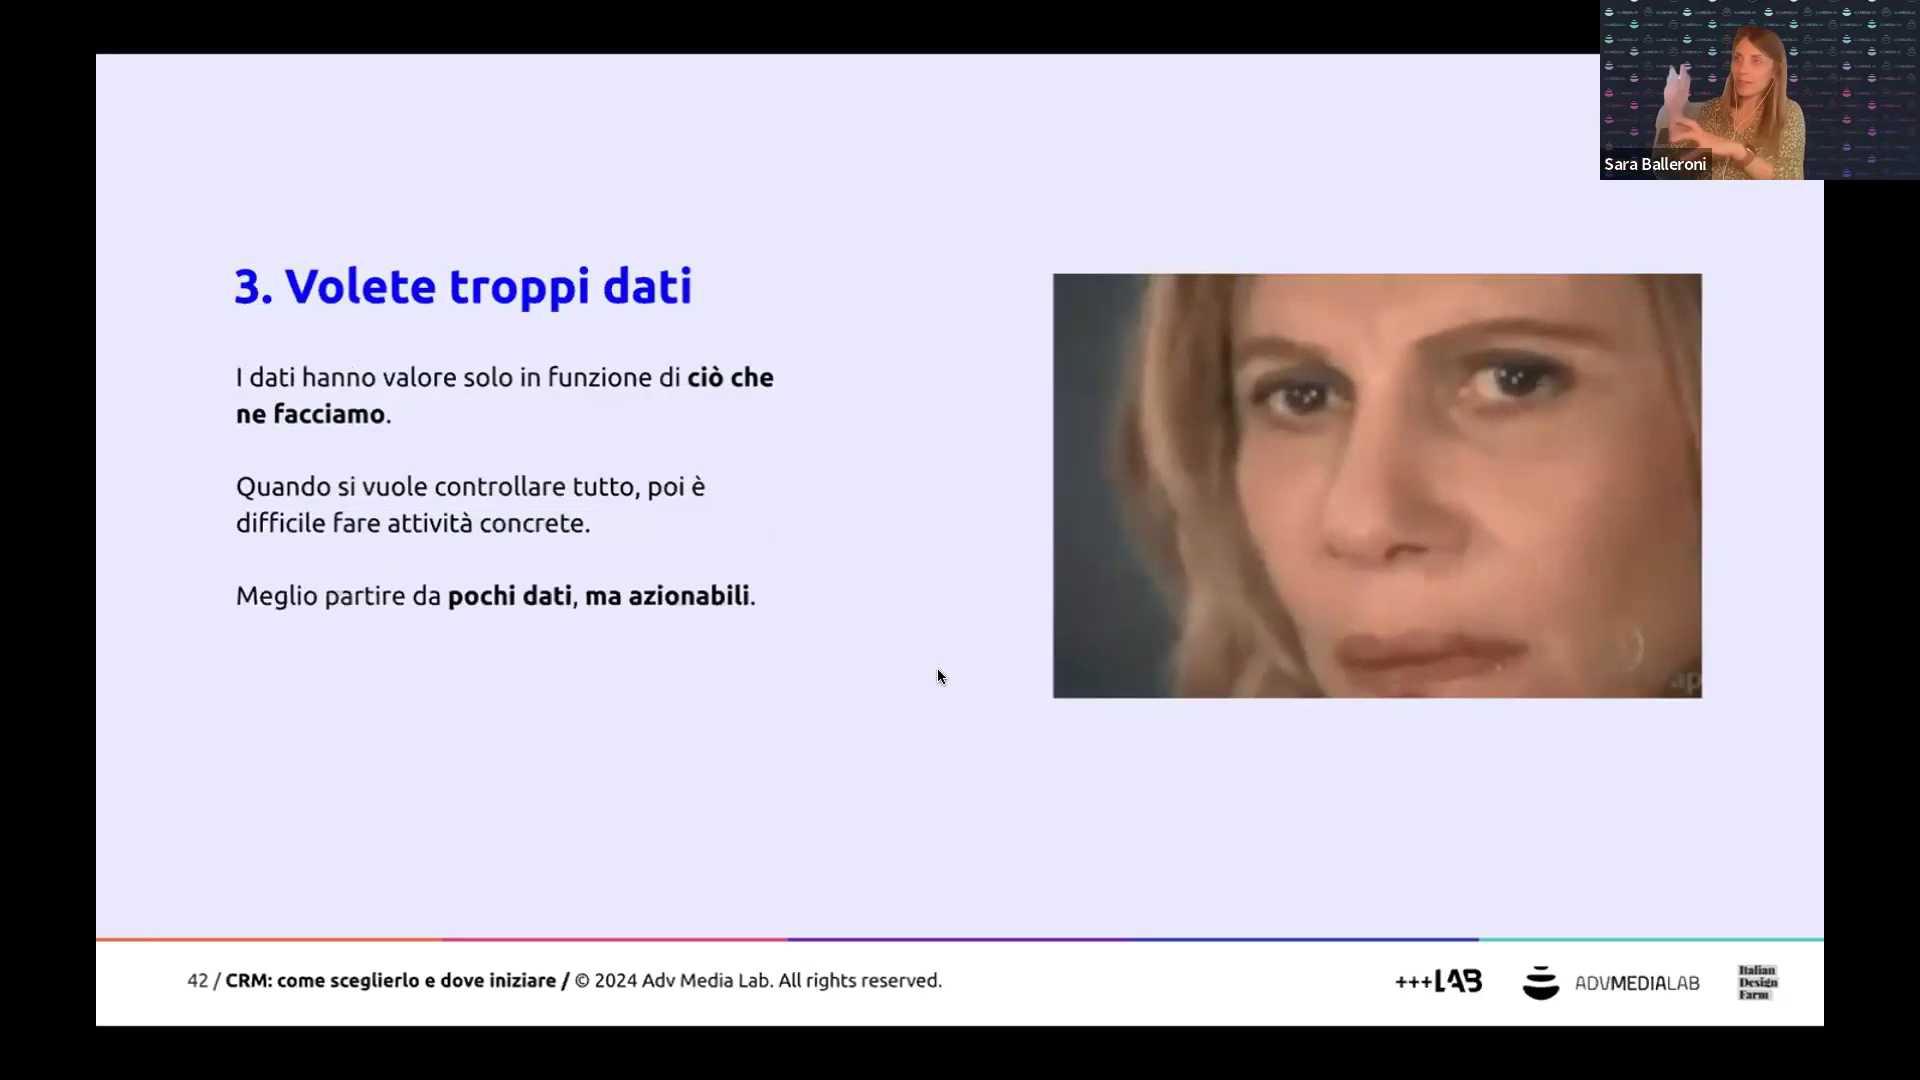 Sara Balleroni
3. Volete troppi dati
I dati hanno valore solo in funzione di ciò che
ne facciamo.
Quando si vuole controllare tutto, poi è
difficile fare attività concrete.
Meglio partire da pochi dati, ma azionabili.
ap
42 / CRM: come sceglierlo e dove iniziare / © 2024 Adv Media Lab. All rights reserved.
+++LAB
ADVMEDIALAB
Italian
Design
Farm